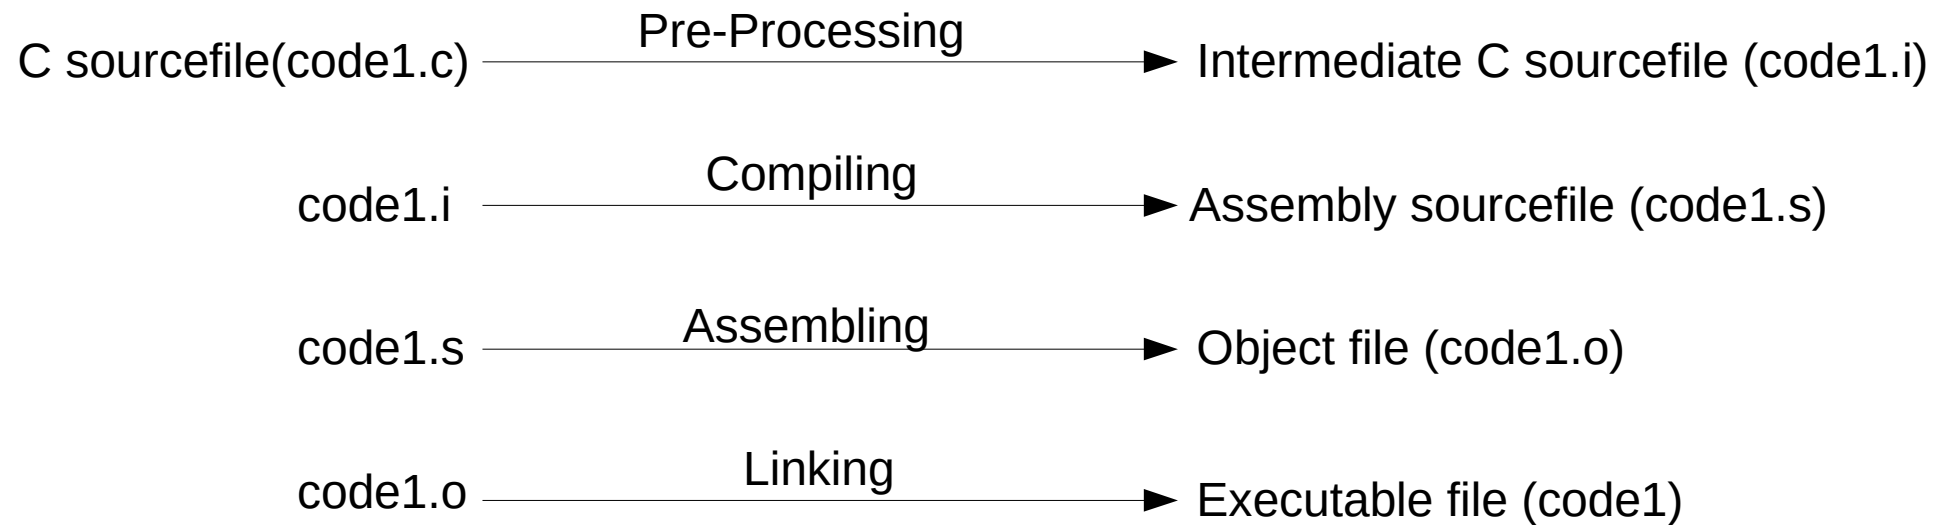 Pre-Processing
C sourcefile(code1.c) Intermediate C sourcefile (code1.i)
Compiling
code1.i Assembly sourcefile (code1.s)
Assembling
code1.s Object file (code1.o)
Linking
code1.o Executable file (code1)